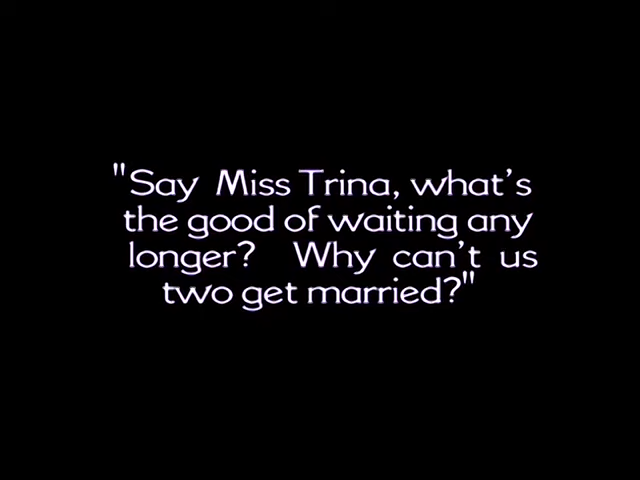 "Say Miss Trina, what's
the good of waiting any
longer? Why can't us
two get married?"